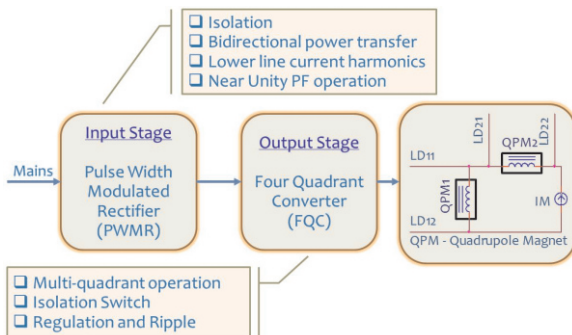 ❑ Isolation
❑ Bidirectional power transfer
❑ Lower line current harmonics
❑ Near Unity PF operation
Mains
Input Stage
Pulse Width
Modulated
Rectifier
(PWMR)
Output Stage
Four Quadrant
Converter
(FQC)
LD21
LD22
QPM2
LD11
QPM1
IM
LD12
QPM - Quadrupole Magnet
❑ Multi-quadrant operation
❑ Isolation Switch
❑ Regulation and Ripple